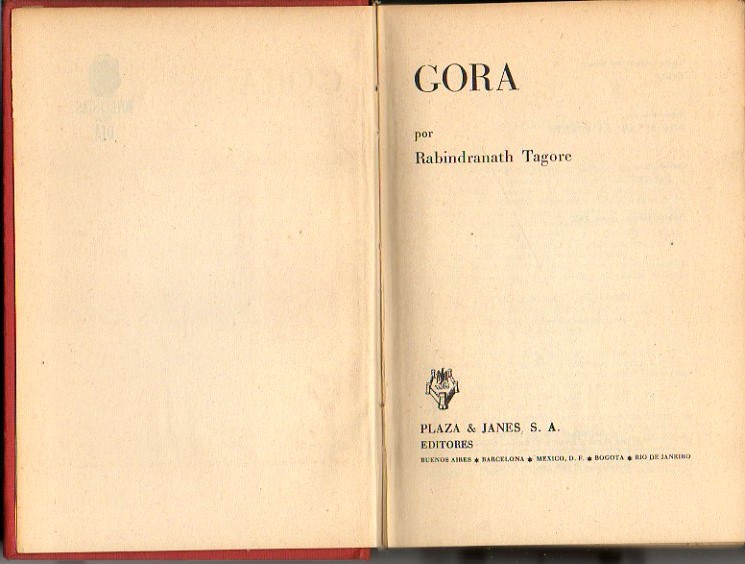 GORA
por
Rabindranath Tagore
PLAZA & JANES, S. A.
EDITORES
BUENOS AIRES ✱ BARCELONA ✱ MEXICO, D. F. ✱ BOGOTA ✱ RIO DE JANEIRO